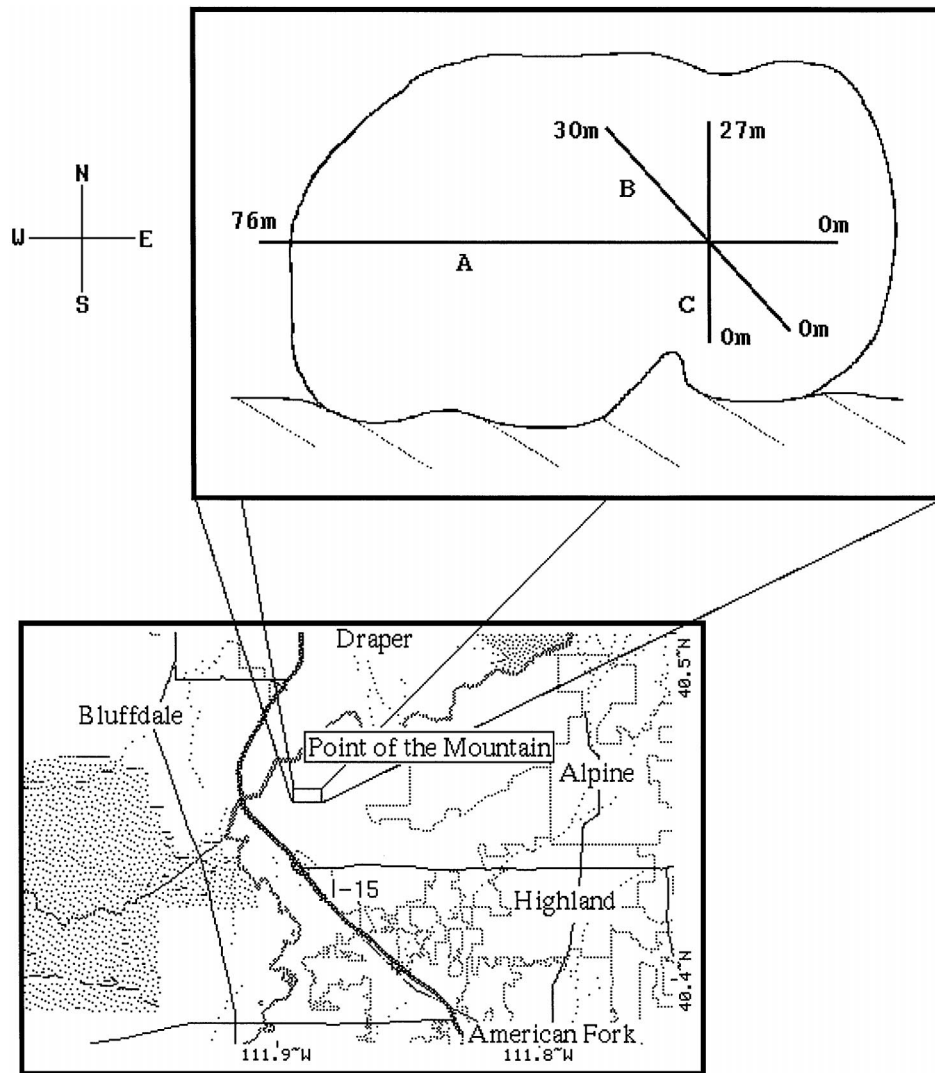 30m
27m
B
N
76m
0m
W
E
A
S
C
0m
0m
Draper
40.5~N
Bluffdale
Point of the Mountain
Alpine
I-15
Highland
40.4~N
American Fork
111.9~W
111.8~W